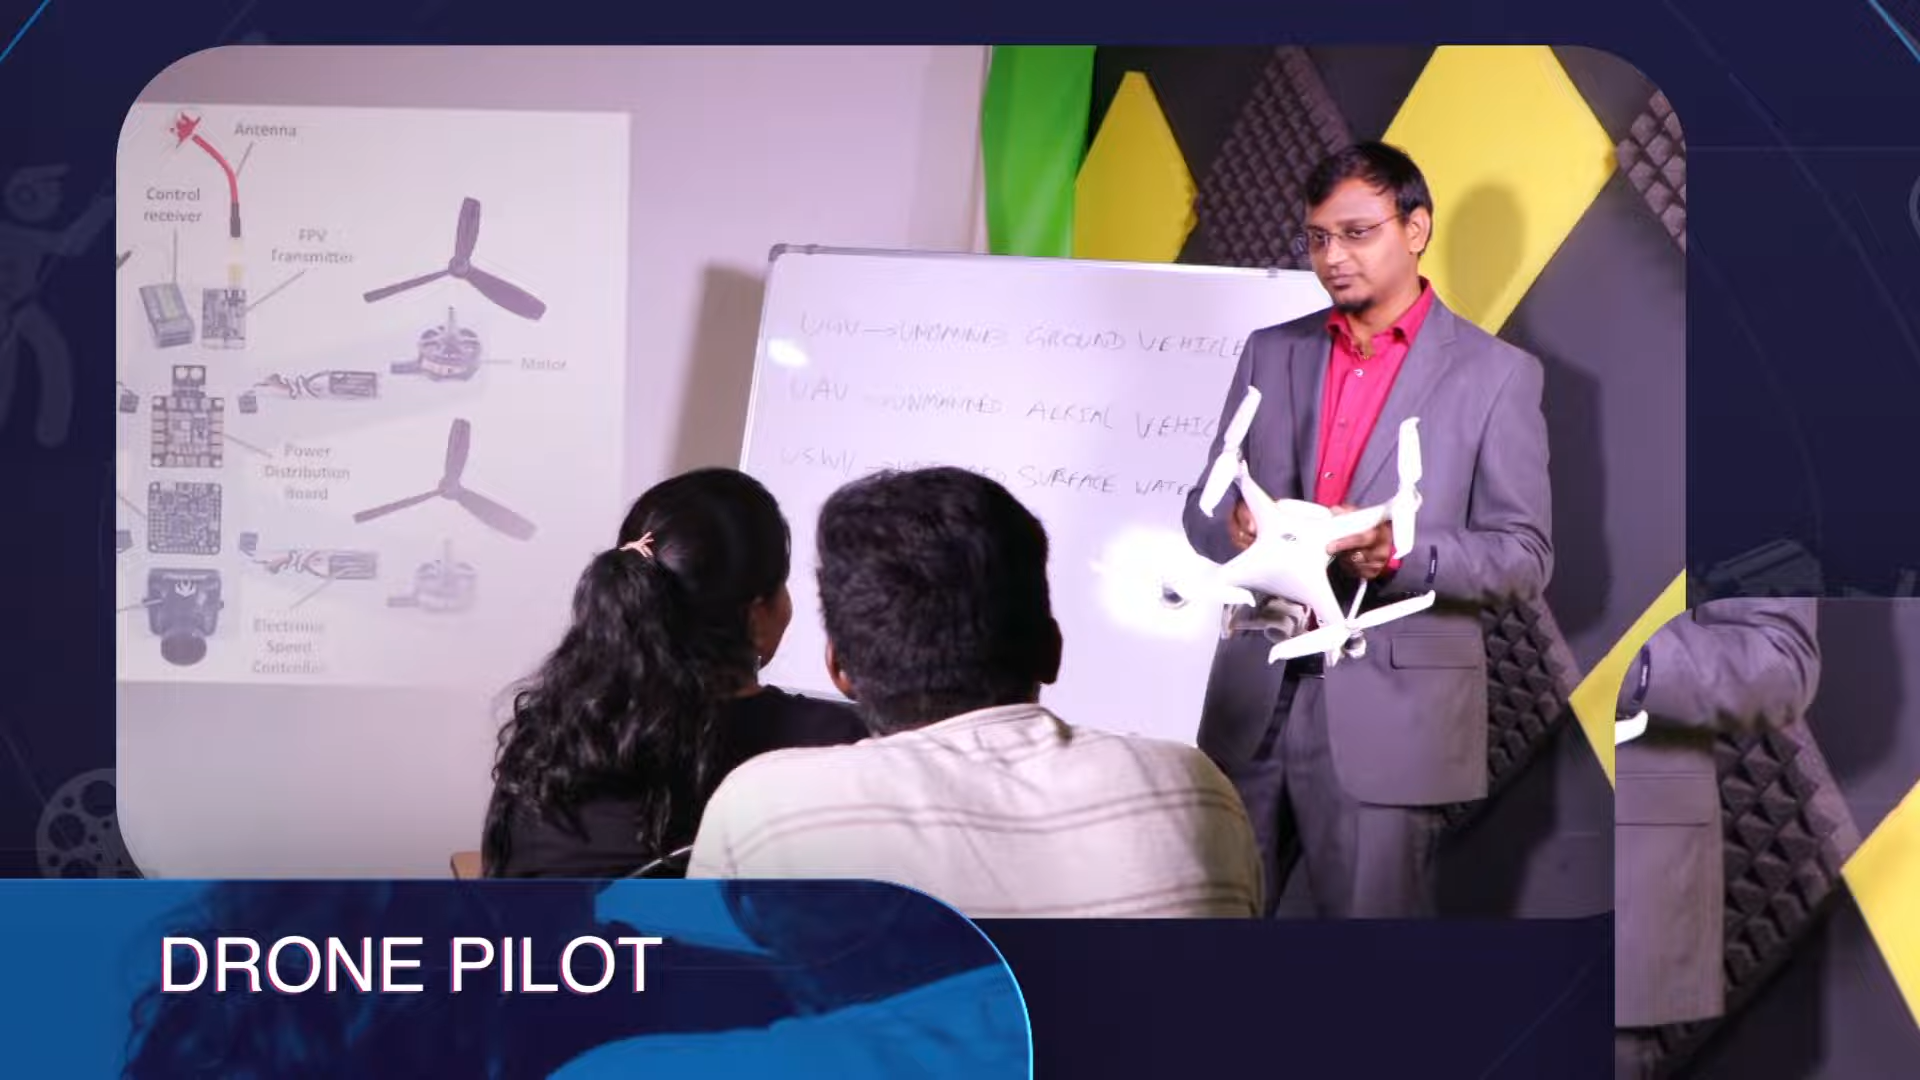 Antenna
Control
receiver
FPV
Transmitter
Motor
Power
Distribution
Board
Electronic
Speed
Controller
UGV → UNMANNED GROUND VEHICLE
UAV → UNMANNED AERIAL VEHIC
SURFACE WATE
DRONE PILOT